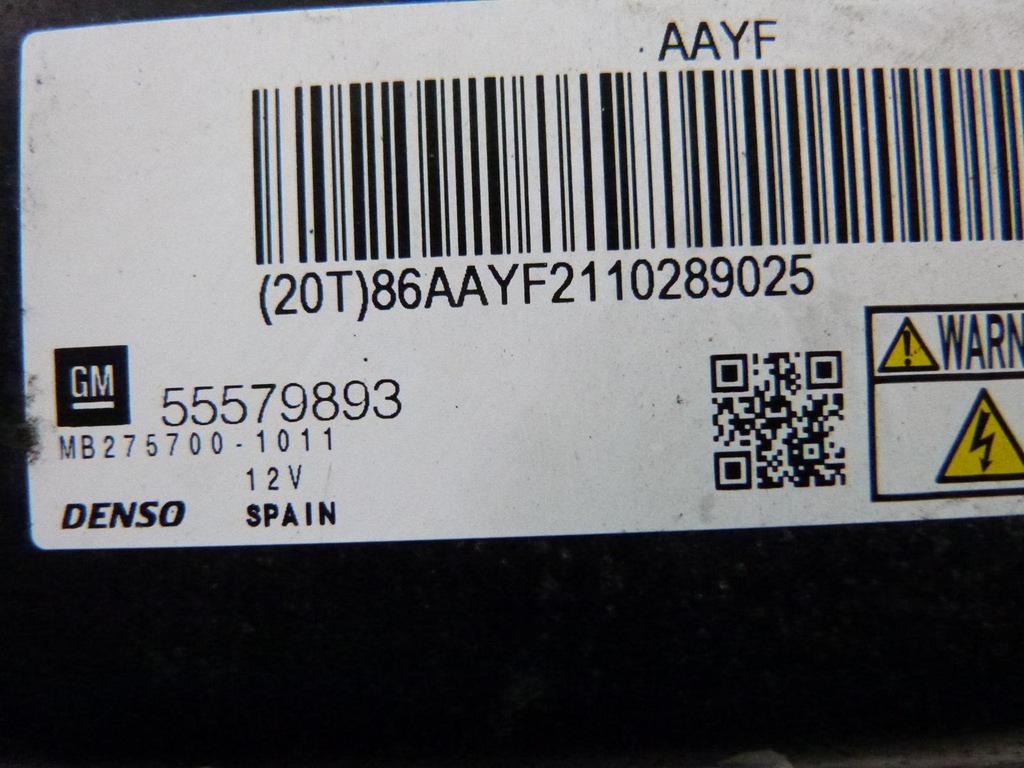 AAYF
(20T)86AAYF2110289025
WARN
GM
55579893
MB275700-1011
12V
DENSO SPAIN